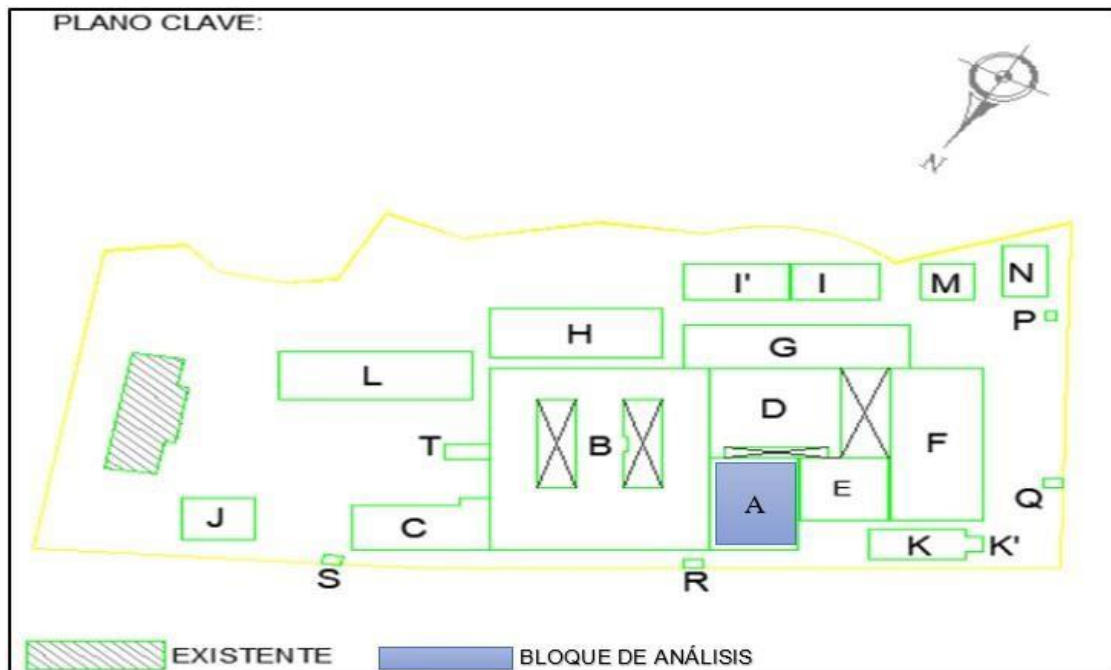 PLANO CLAVE:
N
I' I M N
P
H
G
L
D
T B F
A E
Q
J C
K K'
S R
EXISTENTE BLOQUE DE ANÁLISIS